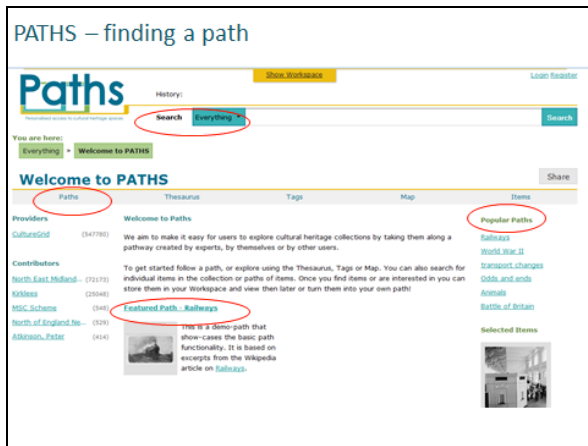 PATHS – finding a path
Show Workspace
Login Register
Paths
Personalised access to cultural heritage spaces
History:
Search Everything Search
You are here:
Everything » Welcome to PATHS
Welcome to PATHS
Share
Paths Thesaurus Tags Map Items
Providers
CultureGrid (547780)
Contributors
North East Midland... (72173)
Kirklees (25048)
MSC Scheme (548)
North of England Ne... (529)
Atkinson, Peter (414)
Welcome to Paths
We aim to make it easy for users to explore cultural heritage collections by taking them along a
pathway created by experts, by themselves or by other users.
To get started follow a path, or explore using the Thesaurus, Tags or Map. You can also search for
individual items in the collection or paths of items. Once you find items or are interested in you can
store them in your Workspace and view then later or turn them into your own path!
Featured Path - Railways
This is a demo-path that
show-cases the basic path
functionality. It is based on
excerpts from the Wikipedia
article on Railways.
Popular Paths
Railways
World War II
transport changes
Odds and ends
Animals
Battle of Britain
Selected Items